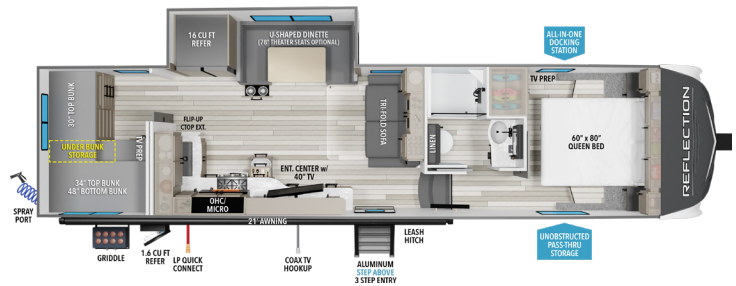 ALL-IN-ONE
DOCKING
STATION
16 CU FT
REFER
U-SHAPED DINETTE
(78" THEATER SEATS OPTIONAL)
TV PREP
30" TOP BUNK
FLIP-UP
CTOP EXT.
TRI-FOLD SOFA
LINEN
60" x 80"
QUEEN BED
REFLECTION
UNDER BUNK
STORAGE
TV PREP
ENT. CENTER w/
40" TV
34" TOP BUNK
48" BOTTOM BUNK
OHC/
MICRO
21' AWNING
SPRAY
PORT
GRIDDLE
1.6 CU FT
REFER
LP QUICK
CONNECT
COAX TV
HOOKUP
LEASH
HITCH
ALUMINUM
STEP ABOVE
3 STEP ENTRY
UNOBSTRUCTED
PASS-THRU
STORAGE